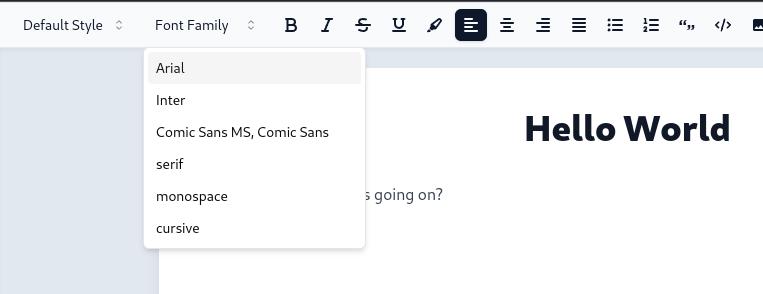 Default Style Font Family
Arial
Inter
Comic Sans MS, Comic Sans
serif
monospace
cursive
Hello World
s going on?